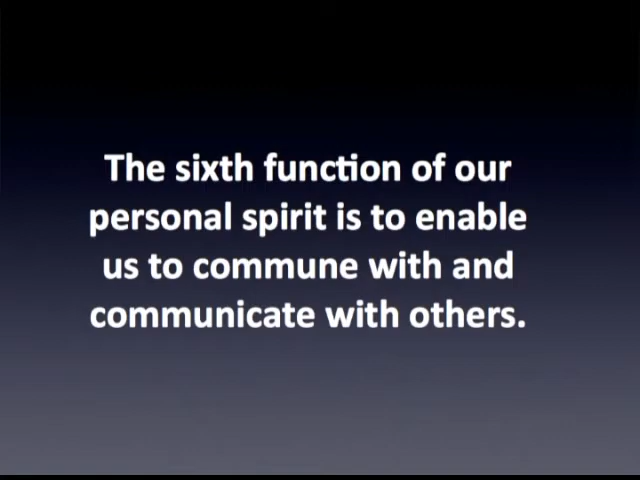 The sixth function of our
personal spirit is to enable
us to commune with and
communicate with others.